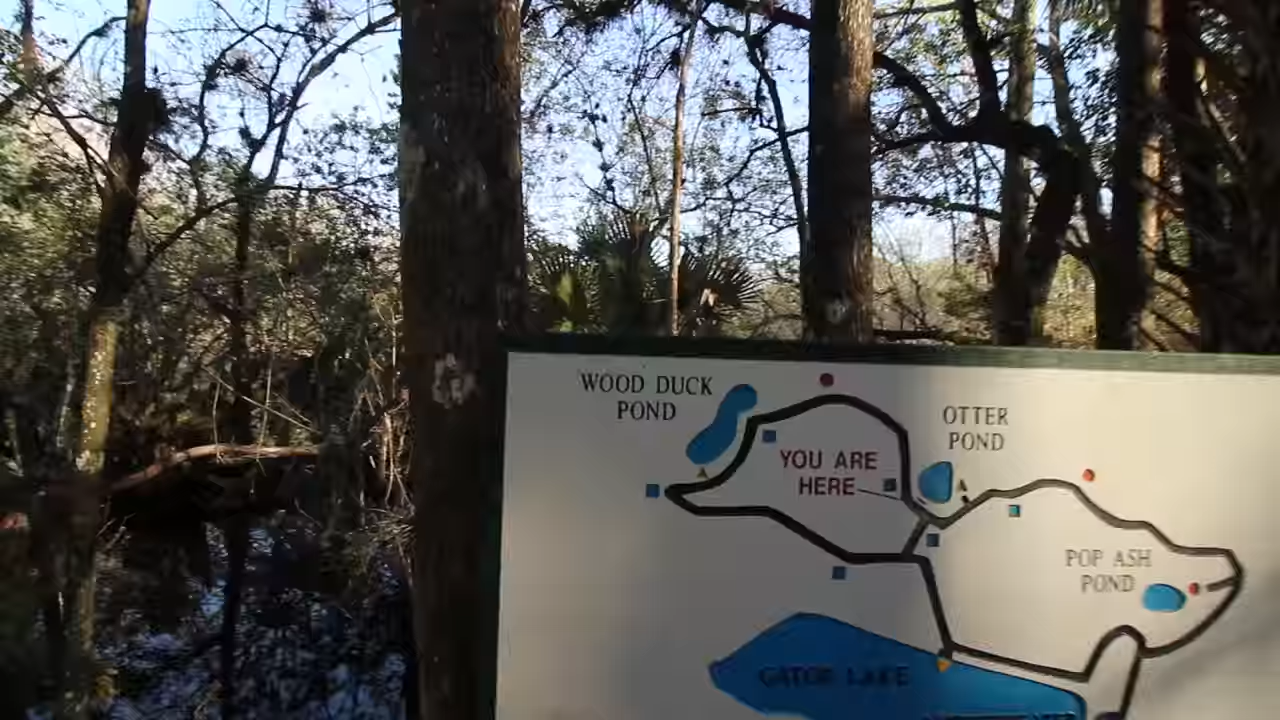 WOOD DUCK
POND
OTTER
POND
YOU ARE
HERE
POP ASH
POND
GATOR LAKE